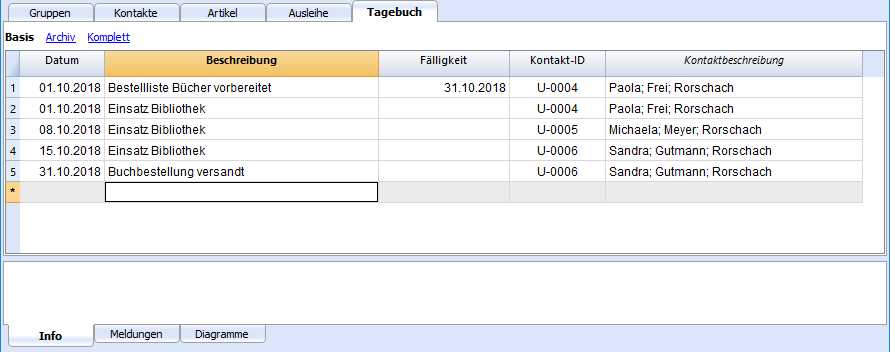 Gruppen Kontakte Artikel Ausleihe Tagebuch
Basis Archiv Komplett
Datum Beschreibung Fälligkeit Kontakt-ID Kontaktbeschreibung
1 01.10.2018 Bestellliste Bücher vorbereitet 31.10.2018 U-0004 Paola; Frei; Rorschach
2 01.10.2018 Einsatz Bibliothek U-0004 Paola; Frei; Rorschach
3 08.10.2018 Einsatz Bibliothek U-0005 Michaela; Meyer; Rorschach
4 15.10.2018 Einsatz Bibliothek U-0006 Sandra; Gutmann; Rorschach
5 31.10.2018 Buchbestellung versandt U-0006 Sandra; Gutmann; Rorschach
*
Info Meldungen Diagramme